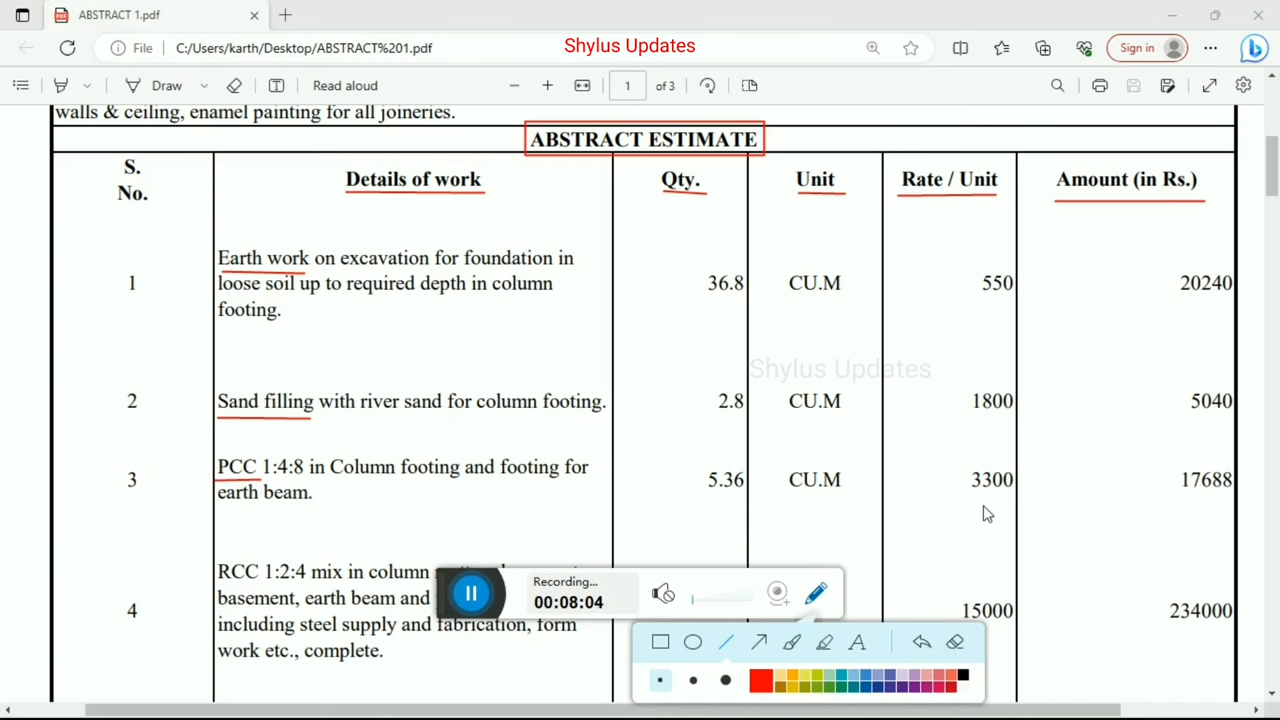 ABSTRACT 1.pdf
File C:/Users/karth/Desktop/ABSTRACT%201.pdf
Shylus Updates
Sign in
Draw
Read aloud
1 of 3
walls & ceiling, enamel painting for all joineries.
ABSTRACT ESTIMATE
S. No. Details of work Qty. Unit Rate / Unit Amount (in Rs.)
Earth work on excavation for foundation in
1 loose soil up to required depth in column 36.8 CU.M 550 20240
footing.
Shylus Updates
2 Sand filling with river sand for column footing. 2.8 CU.M 1800 5040
PCC 1:4:8 in Column footing and footing for
3 earth beam. 5.36 CU.M 3300 17688
RCC 1:2:4 mix in column
4 basement, earth beam and 15000 234000
including steel supply and fabrication, form
work etc., complete.
Recording...
00:08:04
A